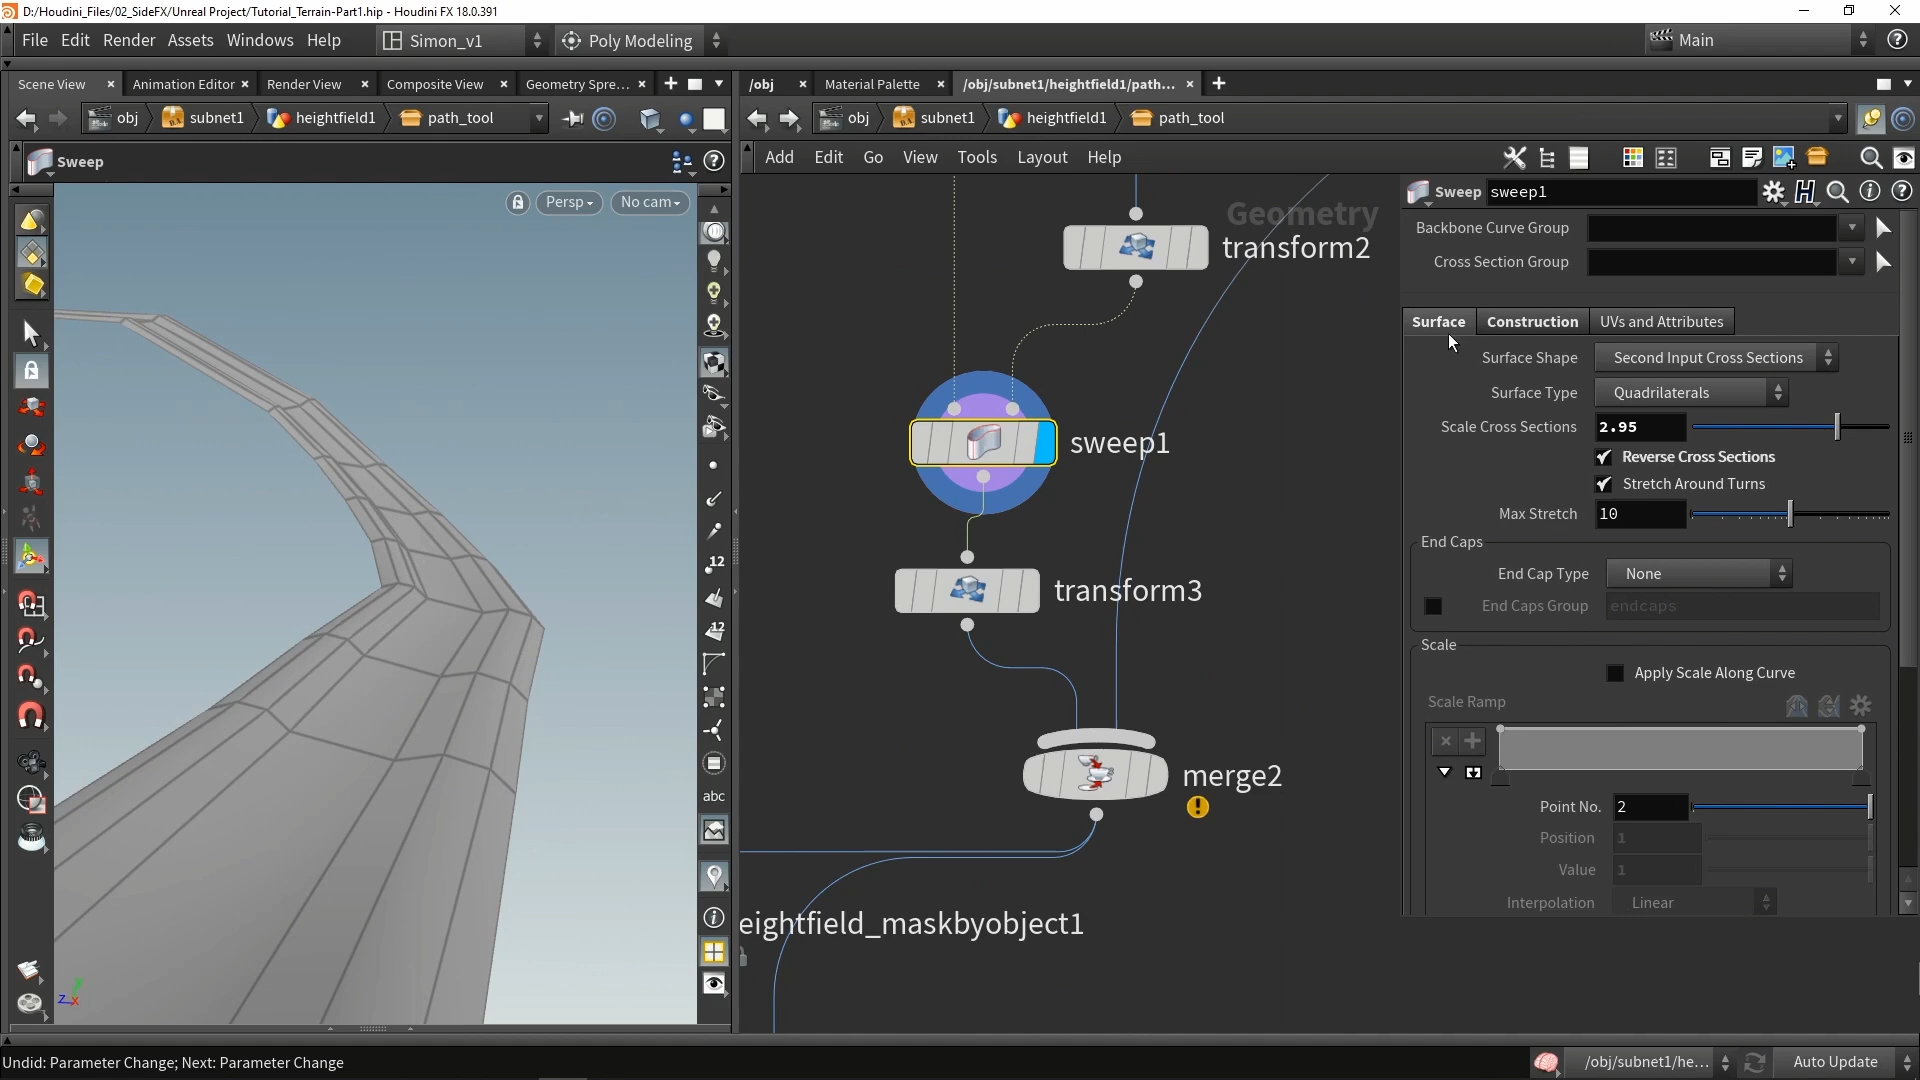 D:/Houdini_Files/02_SideFX/Unreal Project/Tutorial_Terrain-Part1.hip - Houdini FX 18.0.391
File Edit Render Assets Windows Help Simon_v1 Poly Modeling Main
Scene View Animation Editor Render View Composite View Geometry Spre...
/obj Material Palette /obj/subnet1/heightfield1/path...
obj subnet1 heightfield1 path_tool
obj subnet1 heightfield1 path_tool
Sweep
Add Edit Go View Tools Layout Help
Persp No cam
Geometry
transform2
sweep1
transform3
merge2
eightfield_maskbyobject1
Sweep sweep1
Backbone Curve Group
Cross Section Group
Surface Construction UVs and Attributes
Surface Shape Second Input Cross Sections
Surface Type Quadrilaterals
Scale Cross Sections 2.95
Reverse Cross Sections
Stretch Around Turns
Max Stretch 10
End Caps
End Cap Type None
End Caps Group endcaps
Scale
Apply Scale Along Curve
Scale Ramp
Point No. 2
Position 1
Value 1
Interpolation Linear
12
12
abc
z x y
Undid: Parameter Change; Next: Parameter Change
/obj/subnet1/he... Auto Update